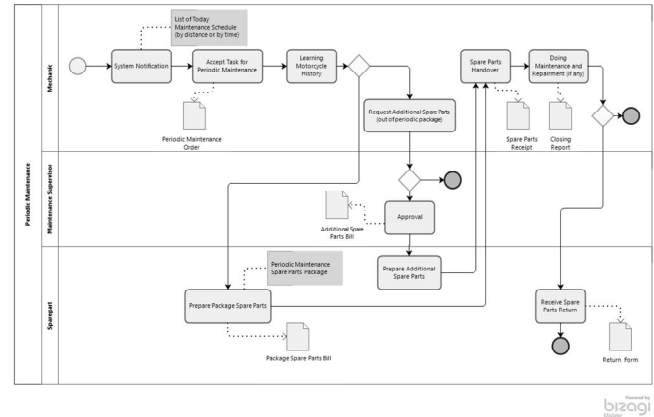 List of Today
Maintenance Schedule
(by distance or by time)
System Notification
Accept Task for
Periodic Maintenance
Learning
Motorcycle
History
Spare Parts
Handover
Doing
Maintenance and
Repairment (if any)
Mechanic
Request Additional Spare Parts
(out of periodic package)
Periodic Maintenance
Order
Spare Parts
Receipt
Closing
Report
Periodic Maintenance
Maintenance Supervisor
Approval
Additional Spare
Parts Bill
Periodic Maintenance
Spare Parts Package
Prepare Additional
Spare Parts
Sparepart
Prepare Package Spare Parts
Receive Spare
Parts Return
Package Spare Parts Bill
Return Form
Powered by
bizagi
Modeler